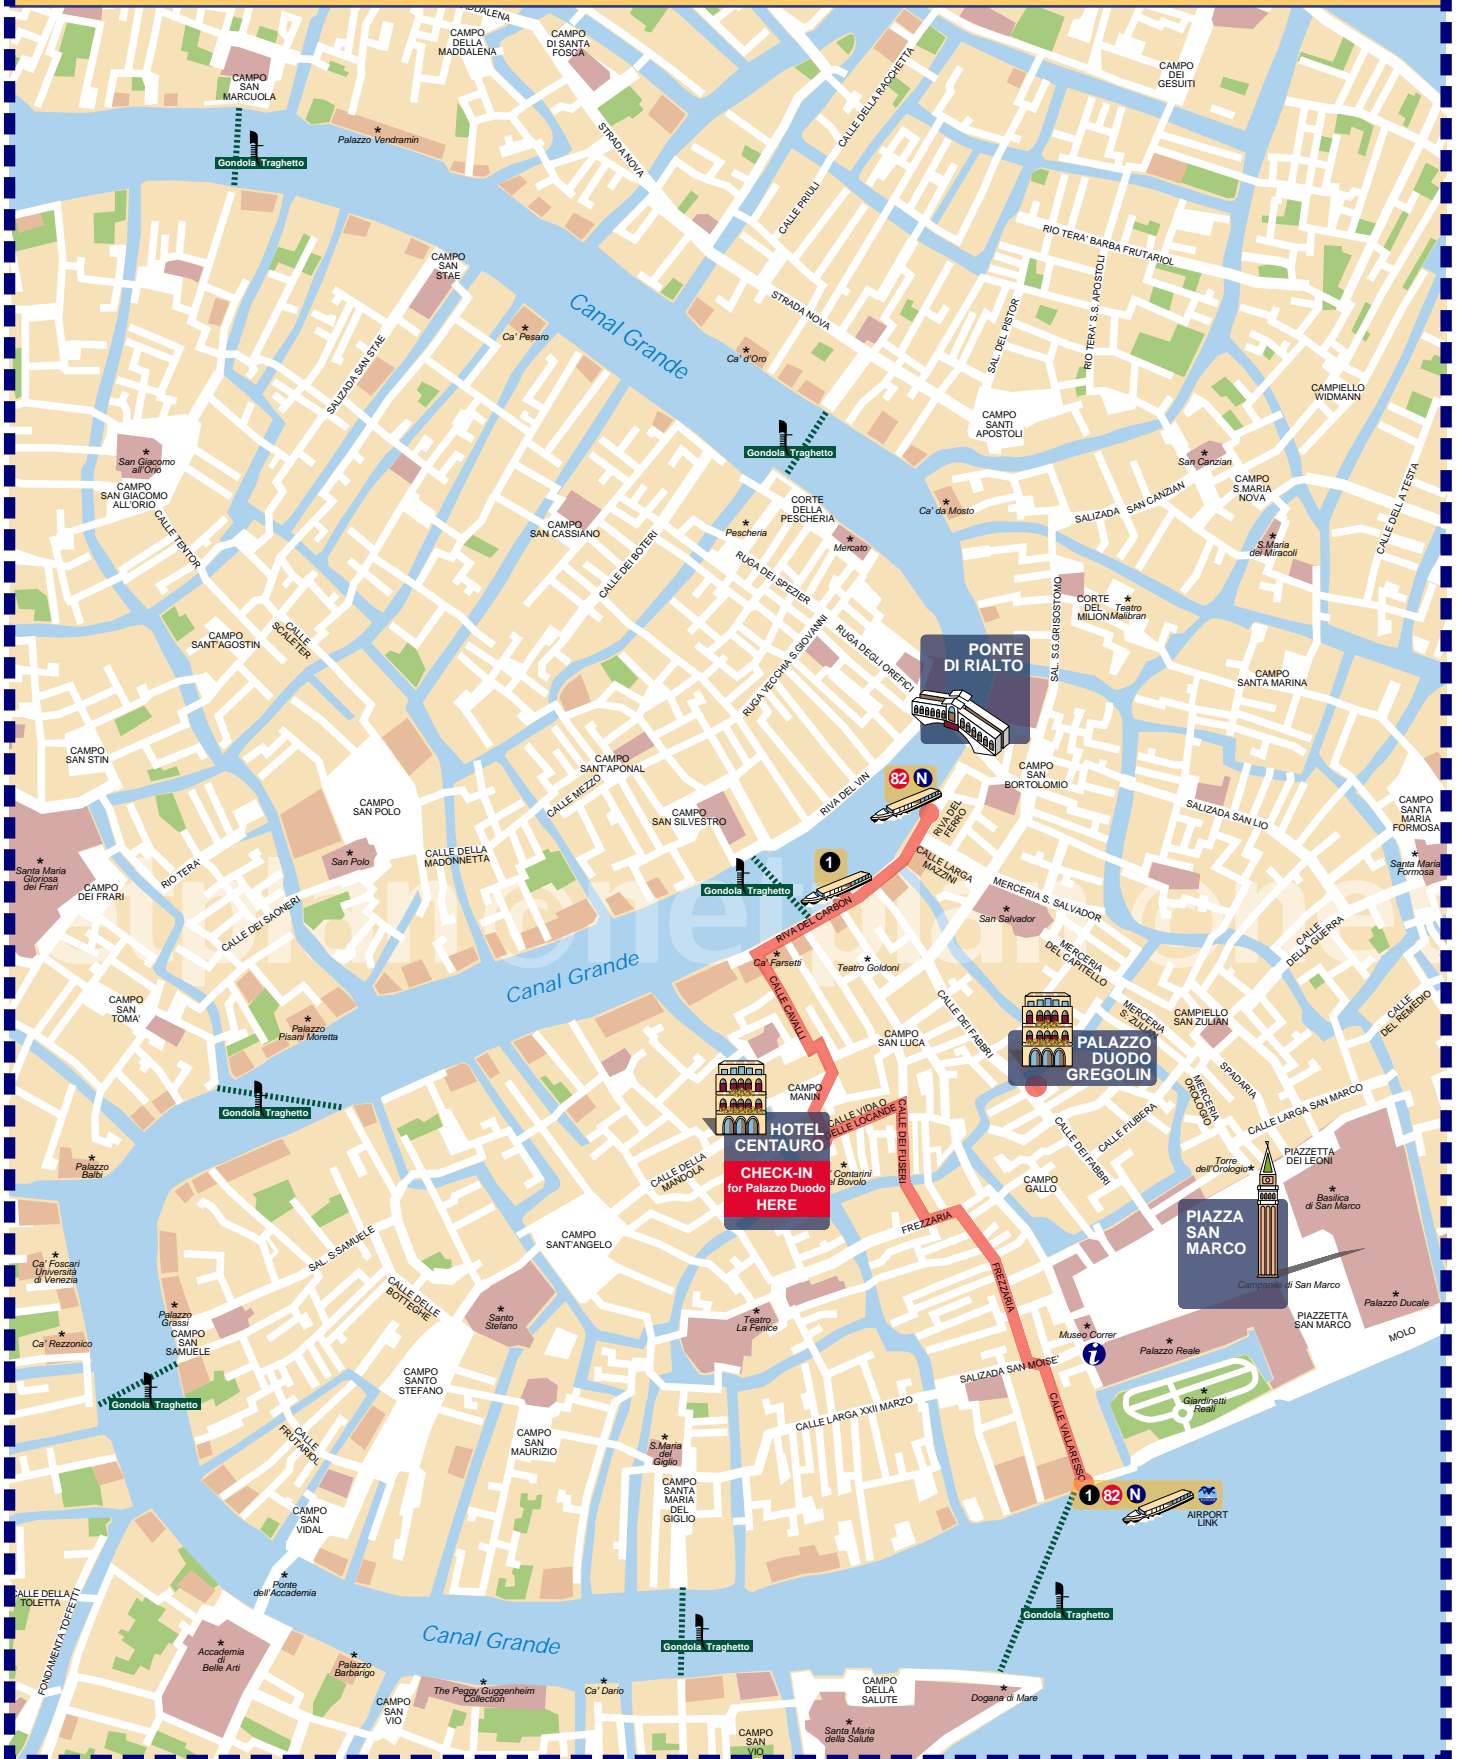 CAMPO
DELLA
MADDALENA
CAMPO
DI SANTA
FOSCA
CAMPO
SAN
MARCUOLA
CAMPO
DEI
GESUITI
CALLE DELLA RACCHETTA
STRADA NOVA
Palazzo Vendramin
Gondola Traghetto
CALLE PRIULI
RIO TERA' BARBA FRUTARIOL
CAMPO
SAN
STAE
RIO TERA' S.S. APOSTOLI
SAL. DEL PISTOR
STRADA NOVA
Canal Grande
Ca' Pesaro
SALIZADA SAN STAE
Ca' d'Oro
CAMPIELLO
WIDMANN
CAMPO
SANTI
APOSTOLI
Gondola Traghetto
San Giacomo
all'Orio
CAMPO
SAN GIACOMO
ALL'ORIO
CALLE TENTOR
San Canzian
CAMPO
S.MARIA
NOVA
SALIZADA SAN CANZIAN
CALLE DELLA TESTA
CORTE
DELLA
PESCHERIA
Ca' da Mosto
CAMPO
SAN CASSIANO
Pescheria
Mercato
S.Maria
dei Miracoli
CALLE DEI BOTERI
RUGA DEI SPEZIER
SAL. S.G.GRISOSTOMO
CORTE
DEL
MILION
Teatro
Malibran
CAMPO
SANT'AGOSTIN
CALLE
SCALETER
RUGA VECCHIA S.GIOVANNI
RUGA DEGLI OREFICI
PONTE
DI RIALTO
CAMPO
SANTA MARINA
CAMPO
SAN STIN
CAMPO
SANT'APONAL
CALLE MEZZO
RIVA DEL VIN
82 N
CAMPO
SAN
BORTOLOMIO
RIVA DEL
FERRO
SALIZADA SAN LIO
CAMPO
SANTA
MARIA
FORMOSA
CAMPO
SAN POLO
CAMPO
SAN SILVESTRO
San Polo
CALLE DELLA
MADONNETTA
1
CALLE LARGA
MAZZINI
Santa Maria
Formosa
Santa Maria
Gloriosa
dei Frari
CAMPO
DEI FRARI
RIO TERA'
Gondola Traghetto
MERCERIA S. SALVADOR
San Salvador
CALLE DEI SAONERI
RIVA DEL CARBON
CALLE
DELLA GUERRA
MERCERIA
DEL CAPITELLO
Ca' Farsetti
Teatro Goldoni
Canal Grande
CAMPO
SAN
TOMA'
Palazzo
Pisani Moretta
CALLE CAVALLI
CALLE DEI FABBRI
CAMPO
SAN LUCA
MERCERIA
S. ZULIAN
CAMPIELLO
SAN ZULIAN
CALLE
DEL REMEDIO
PALAZZO
DUODO
GREGOLIN
SPADARIA
MERCERIA
OROLOGIO
CALLE LARGA SAN MARCO
CAMPO
MANIN
Gondola Traghetto
HOTEL
CENTAURO
CHECK-IN
for Palazzo Duodo
HERE
CALLE VIDA O
DELLE LOCANDE
CALLE DEI FUSERI
CALLE FIUBERA
CALLE DEI FABBRI
Palazzo
Balbi
CALLE DELLA
MANDOLA
Contarini
el Bovolo
CAMPO
GALLO
Torre
dell'Orologio
PIAZZETTA
DEI LEONI
Basilica
di San Marco
PIAZZA
SAN
MARCO
FREZZARIA
CAMPO
SANT'ANGELO
SAL. S.SAMUELE
Ca' Foscari
Università
di Venezia
CALLE DELLE
BOTTEGHE
FREZZARIA
Campanile di San Marco
Palazzo Ducale
Palazzo
Grassi
Santo
Stefano
Teatro
La Fenice
PIAZZETTA
SAN MARCO
MOLO
Ca' Rezzonico
CAMPO
SAN
SAMUELE
Museo Correr
i
Palazzo Reale
SALIZADA SAN MOISE'
CAMPO
SANTO
STEFANO
Giardinetti
Reali
Gondola Traghetto
CALLE LARGA XXII MARZO
CALLE VALLARESSO
CALLE
FRUTARIOL
CAMPO
SAN
MAURIZIO
S.Maria
del
Giglio
CAMPO
SANTA
MARIA
DEL
GIGLIO
1 82 N
AIRPORT
LINK
CAMPO
SAN
VIDAL
Ponte
dell'Accademia
CALLE DELLA
TOLETTA
FONDAMENTA TOFFETTI
Gondola Traghetto
Canal Grande
Gondola Traghetto
Accademia
di
Belle Arti
Palazzo
Barbarigo
The Peggy Guggenheim
Collection
Ca' Dario
CAMPO
DELLA
SALUTE
Dogana di Mare
CAMPO
SAN
VIO
Santa Maria
della Salute
CAMPO
SAN
VIO